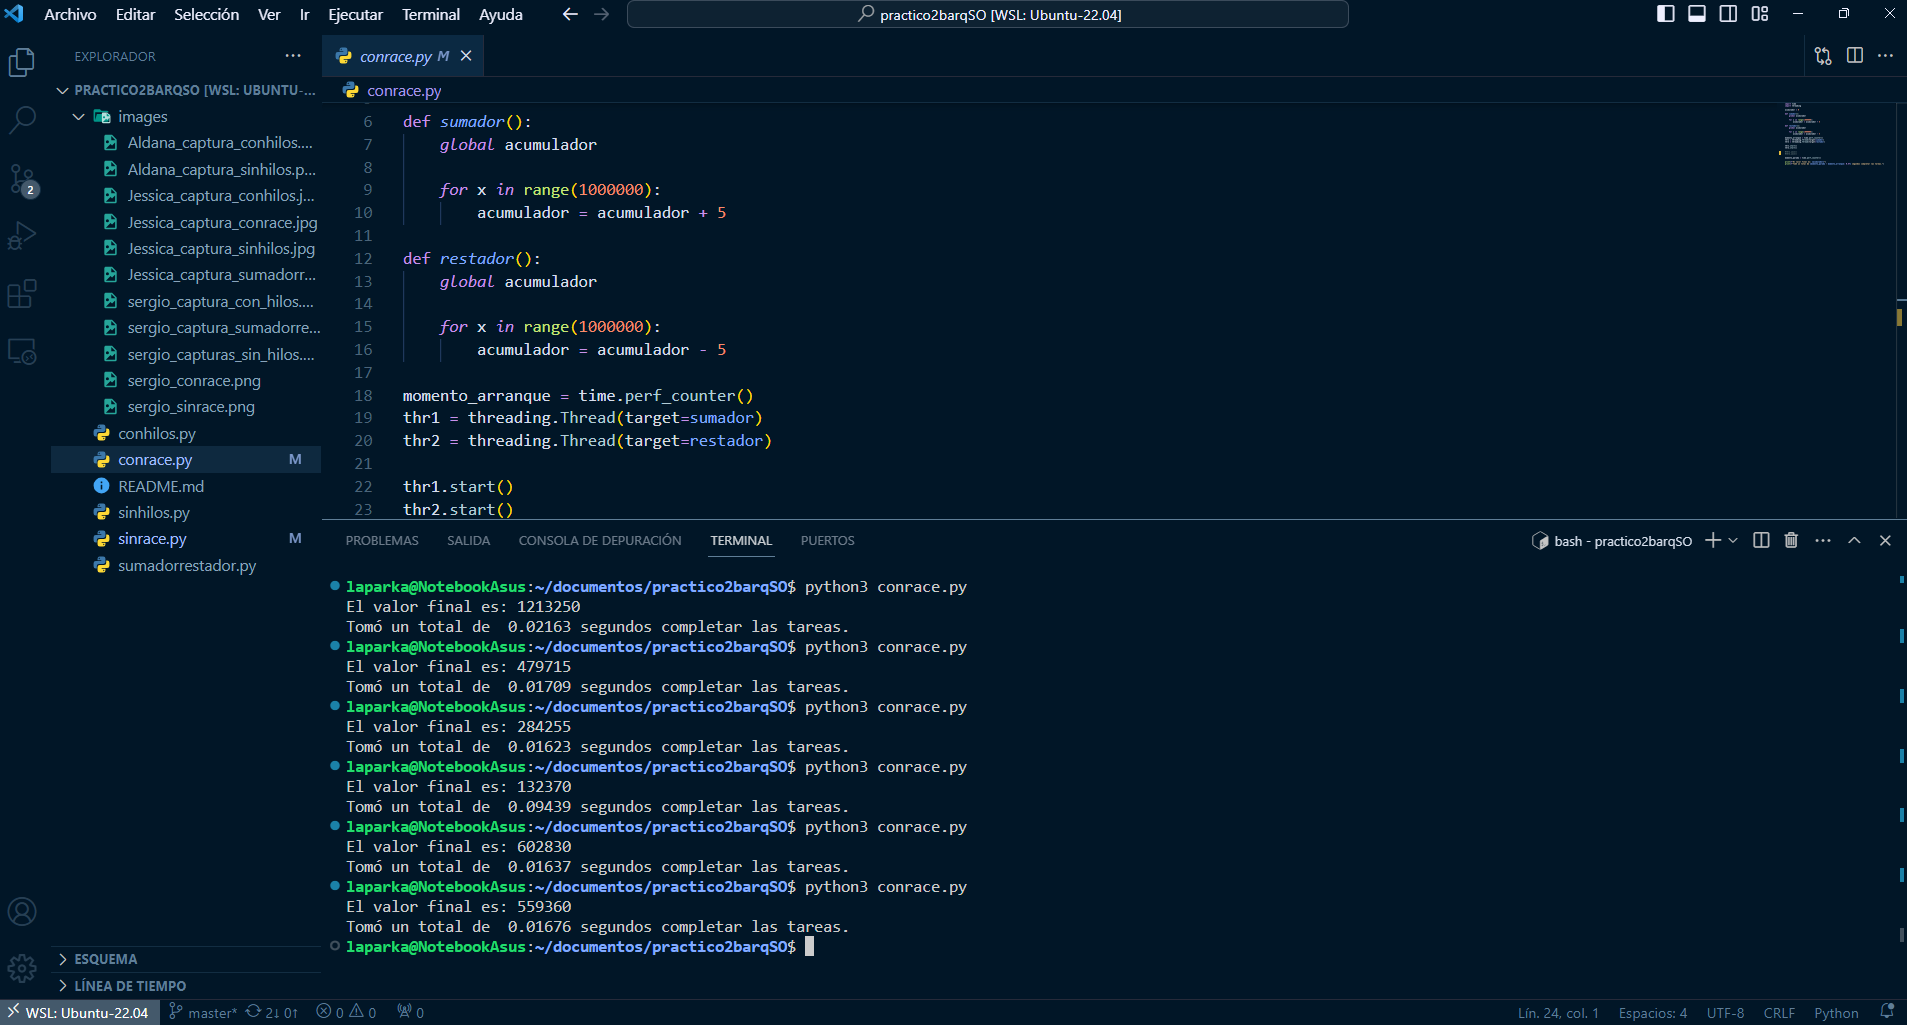 Archivo Editar Selección Ver Ir Ejecutar Terminal Ayuda
practico2barqSO [WSL: Ubuntu-22.04]
EXPLORADOR
PRACTICO2BARQSO [WSL: UBUNTU-...
images
Aldana_captura_conhilos....
Aldana_captura_sinhilos.p...
Jessica_captura_conhilos.j...
Jessica_captura_conrace.jpg
Jessica_captura_sinhilos.jpg
Jessica_captura_sumadorr...
sergio_captura_con_hilos....
sergio_captura_sumadorre...
sergio_capturas_sin_hilos....
sergio_conrace.png
sergio_sinrace.png
conhilos.py
conrace.py M
README.md
sinhilos.py
sinrace.py M
sumadorrestador.py
ESQUEMA
LÍNEA DE TIEMPO
2
conrace.py M
conrace.py
6 def sumador():
7 global acumulador
8
9 for x in range(1000000):
10 acumulador = acumulador + 5
11
12 def restador():
13 global acumulador
14
15 for x in range(1000000):
16 acumulador = acumulador - 5
17
18 momento_arranque = time.perf_counter()
19 thr1 = threading.Thread(target=sumador)
20 thr2 = threading.Thread(target=restador)
21
22 thr1.start()
23 thr2.start()
PROBLEMAS SALIDA CONSOLA DE DEPURACIÓN TERMINAL PUERTOS
bash - practico2barqSO
laparka@NotebookAsus:~/documentos/practico2barqSO$ python3 conrace.py
El valor final es: 1213250
Tomó un total de  0.02163 segundos completar las tareas.
laparka@NotebookAsus:~/documentos/practico2barqSO$ python3 conrace.py
El valor final es: 479715
Tomó un total de  0.01709 segundos completar las tareas.
laparka@NotebookAsus:~/documentos/practico2barqSO$ python3 conrace.py
El valor final es: 284255
Tomó un total de  0.01623 segundos completar las tareas.
laparka@NotebookAsus:~/documentos/practico2barqSO$ python3 conrace.py
El valor final es: 132370
Tomó un total de  0.09439 segundos completar las tareas.
laparka@NotebookAsus:~/documentos/practico2barqSO$ python3 conrace.py
El valor final es: 602830
Tomó un total de  0.01637 segundos completar las tareas.
laparka@NotebookAsus:~/documentos/practico2barqSO$ python3 conrace.py
El valor final es: 559360
Tomó un total de  0.01676 segundos completar las tareas.
laparka@NotebookAsus:~/documentos/practico2barqSO$
WSL: Ubuntu-22.04 master* 2↓ 0↑ 0 0 0 Lín. 24, col. 1 Espacios: 4 UTF-8 CRLF Python